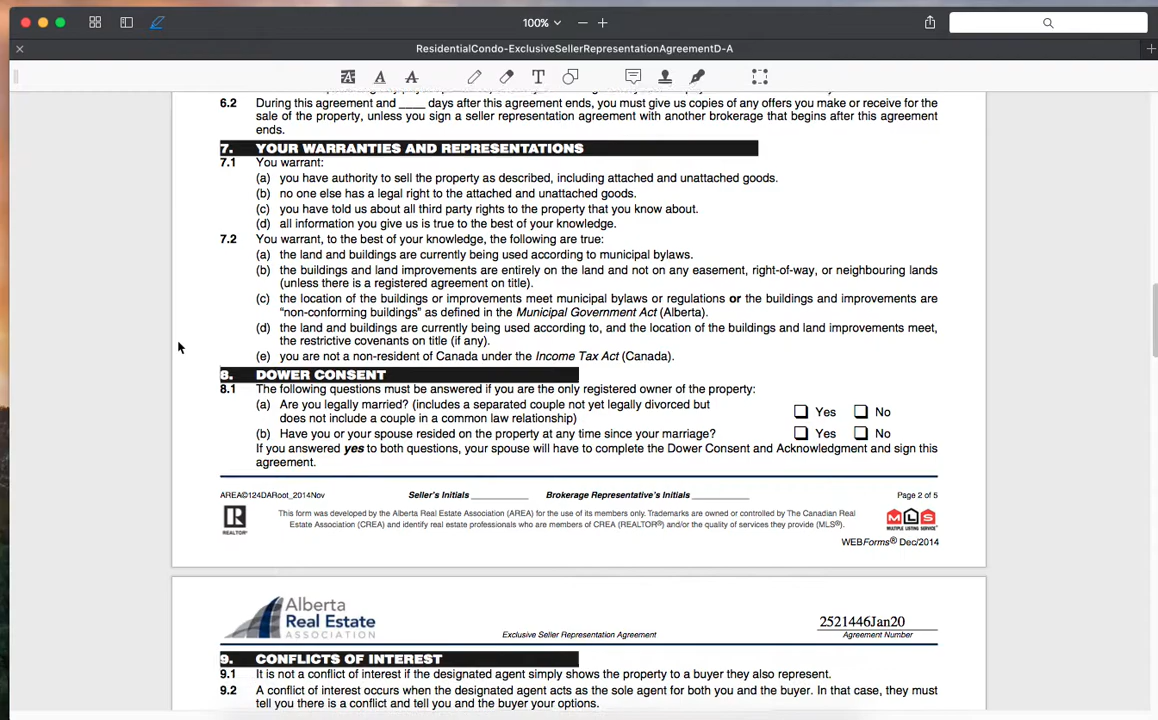 100%
ResidentialCondo-ExclusiveSellerRepresentationAgreementD-A
6.2 During this agreement and ____ days after this agreement ends, you must give us copies of any offers you make or receive for the
sale of the property, unless you sign a seller representation agreement with another brokerage that begins after this agreement
ends.
7. YOUR WARRANTIES AND REPRESENTATIONS
7.1 You warrant:
(a) you have authority to sell the property as described, including attached and unattached goods.
(b) no one else has a legal right to the attached and unattached goods.
(c) you have told us about all third party rights to the property that you know about.
(d) all information you give us is true to the best of your knowledge.
7.2 You warrant, to the best of your knowledge, the following are true:
(a) the land and buildings are currently being used according to municipal bylaws.
(b) the buildings and land improvements are entirely on the land and not on any easement, right-of-way, or neighbouring lands
(unless there is a registered agreement on title).
(c) the location of the buildings or improvements meet municipal bylaws or regulations or the buildings and improvements are
"non-conforming buildings" as defined in the Municipal Government Act (Alberta).
(d) the land and buildings are currently being used according to, and the location of the buildings and land improvements meet,
the restrictive covenants on title (if any).
(e) you are not a non-resident of Canada under the Income Tax Act (Canada).
8. DOWER CONSENT
8.1 The following questions must be answered if you are the only registered owner of the property:
(a) Are you legally married? (includes a separated couple not yet legally divorced but
does not include a couple in a common law relationship) Yes No
(b) Have you or your spouse resided on the property at any time since your marriage? Yes No
If you answered yes to both questions, your spouse will have to complete the Dower Consent and Acknowledgment and sign this
agreement.
AREA©124DARoot_2014Nov Seller's Initials __________ Brokerage Representative's Initials __________ Page 2 of 5
This form was developed by the Alberta Real Estate Association (AREA) for the use of its members only. Trademarks are owned or controlled by The Canadian Real
Estate Association (CREA) and identify real estate professionals who are members of CREA (REALTOR®) and/or the quality of services they provide (MLS®).
REALTOR
MLS
MULTIPLE LISTING SERVICE
WEBForms® Dec/2014
Alberta
Real Estate
ASSOCIATION
Exclusive Seller Representation Agreement
2521446Jan20
Agreement Number
9. CONFLICTS OF INTEREST
9.1 It is not a conflict of interest if the designated agent simply shows the property to a buyer they also represent.
9.2 A conflict of interest occurs when the designated agent acts as the sole agent for both you and the buyer. In that case, they must
tell you there is a conflict and tell you and the buyer your options.